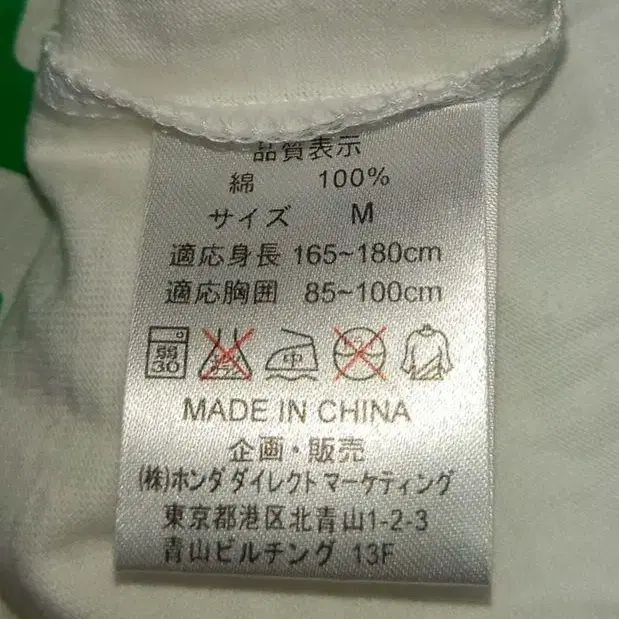 品質表示
綿 100%
サイズ M
適応身長 165~180cm
適応胸囲 85~100cm
弱 30 中
MADE IN CHINA
企画・販売
(株)ホンダダイレクトマーケティング
東京都港区北青山1-2-3
青山ビルチング 13F